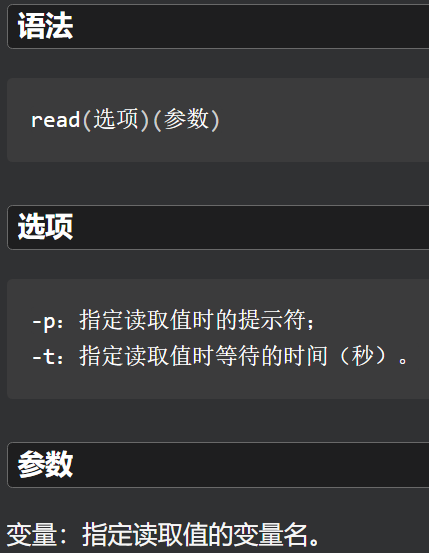 语法
read(选项)(参数)
选项
-p：指定读取值时的提示符；
-t：指定读取值时等待的时间（秒）。
参数
变量：指定读取值的变量名。